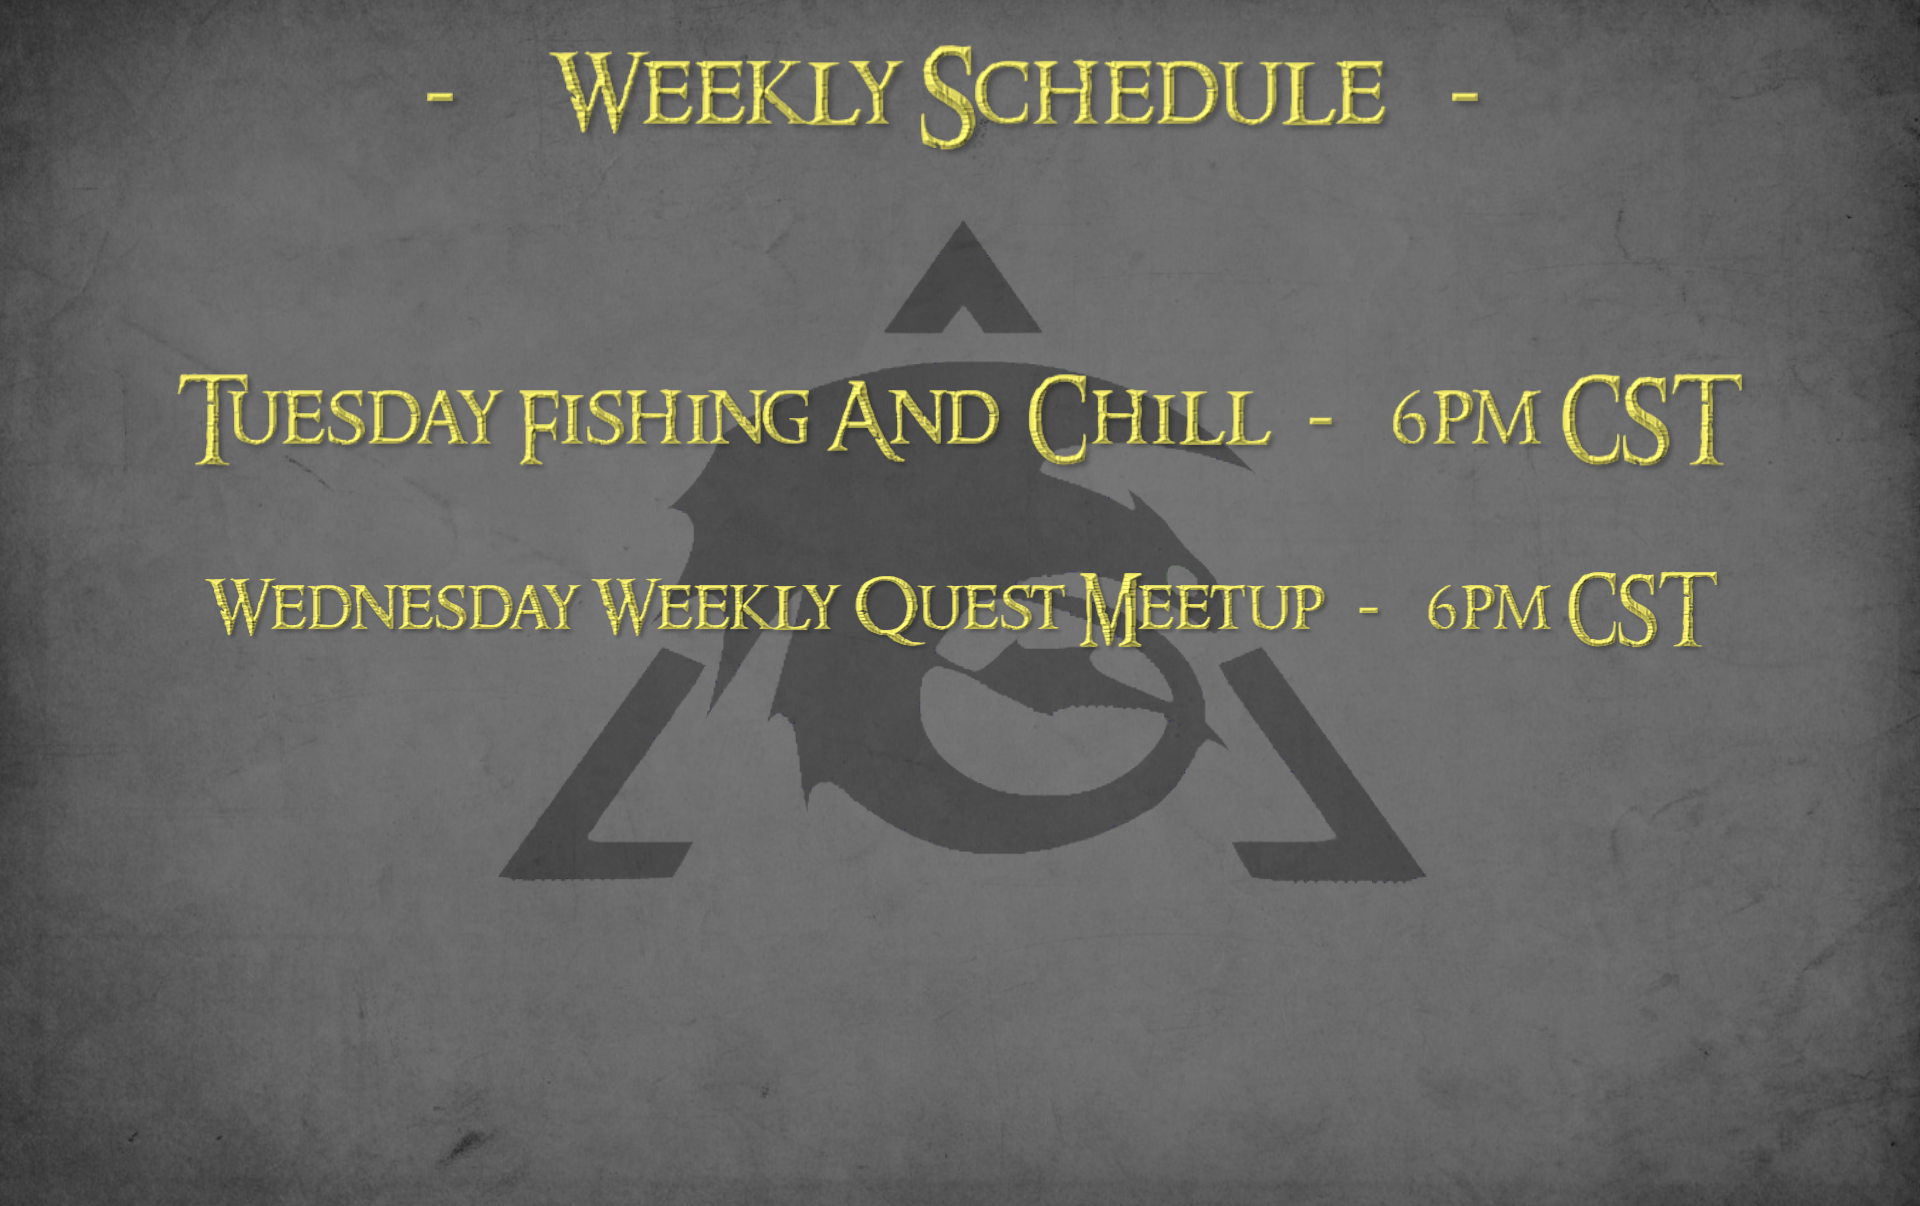 - Weekly Schedule -
Tuesday Fishing And Chill - 6pm CST
Wednesday Weekly Quest Meetup - 6pm CST